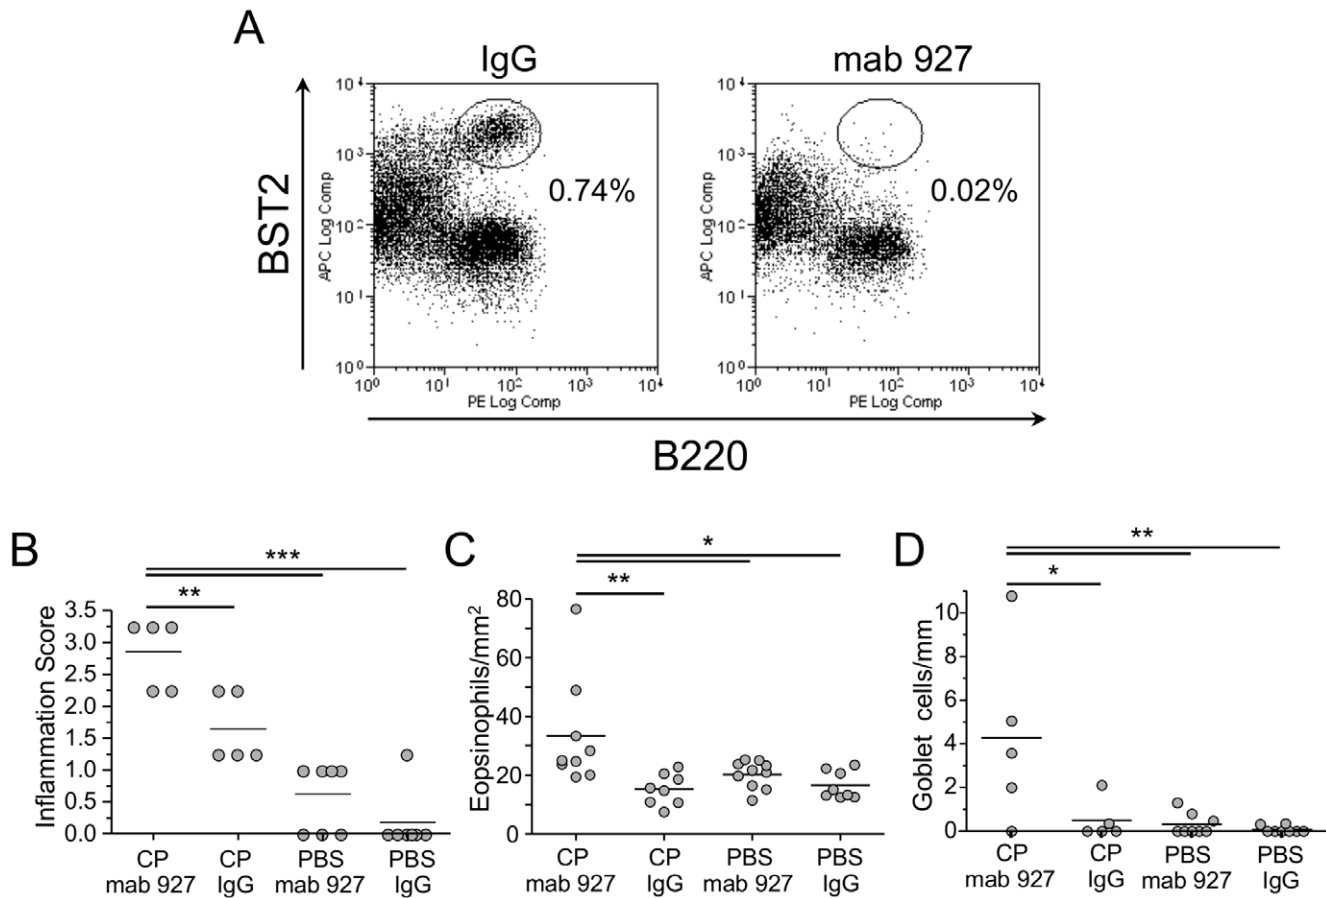 A
IgG
mab 927
BST2
APC Log Comp
10⁴
10³
10²
10¹
10⁰
0.74%
10⁰ 10¹ 10² 10³ 10⁴
PE Log Comp
APC Log Comp
10⁴
10³
10²
10¹
10⁰
0.02%
10⁰ 10¹ 10² 10³ 10⁴
PE Log Comp
B220
B
***
**
Inflammation Score
3.5
3.0
2.5
2.0
1.5
1.0
0.5
0.0
CP CP PBS PBS
mab 927 IgG mab 927 IgG
C
*
**
Eopsinophils/mm²
80
60
40
20
0
CP CP PBS PBS
mab 927 IgG mab 927 IgG
D
**
*
Goblet cells/mm
10
8
6
4
2
0
CP CP PBS PBS
mab 927 IgG mab 927 IgG